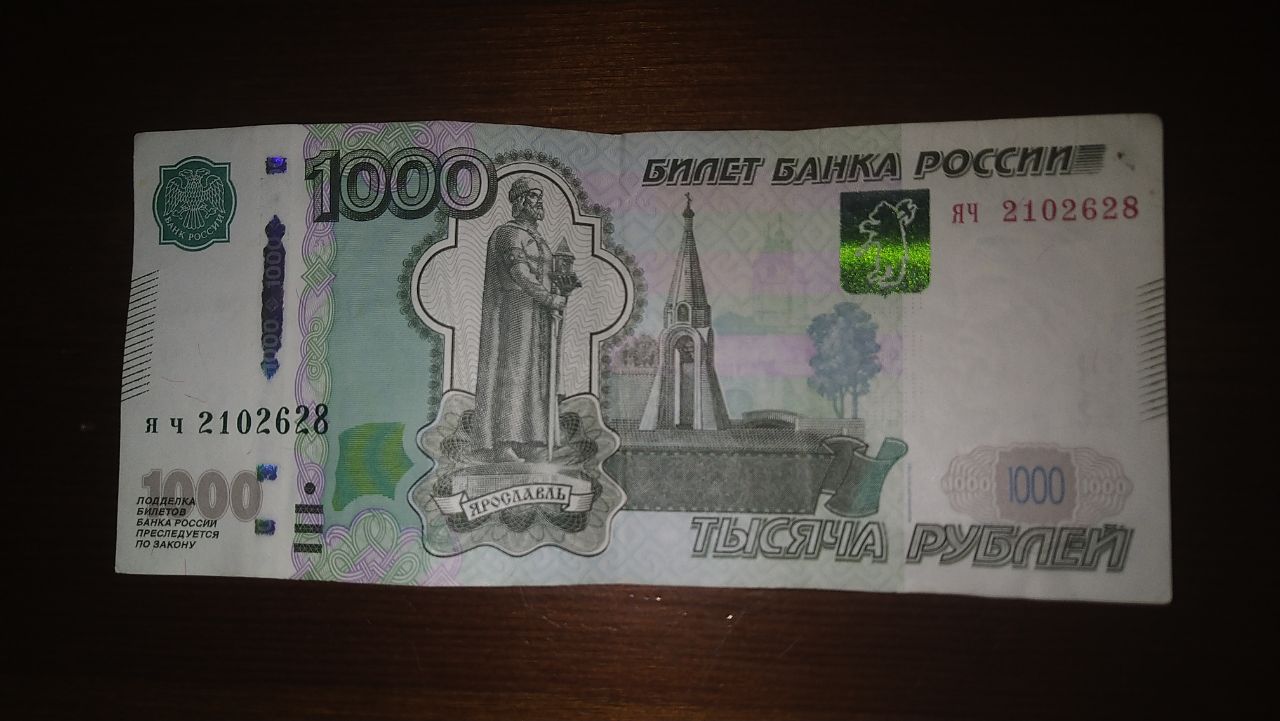 1000
БИЛЕТ БАНКА РОССИИ
БАНК РОССИИ
ЯЧ 2102628
1000 1000
ЯЧ 2102628
1000
ПОДДЕЛКА
БИЛЕТОВ
БАНКА РОССИИ
ПРЕСЛЕДУЕТСЯ
ПО ЗАКОНУ
ЯРОСЛАВЛЬ
1000 1000 1000
ТЫСЯЧА РУБЛЕЙ